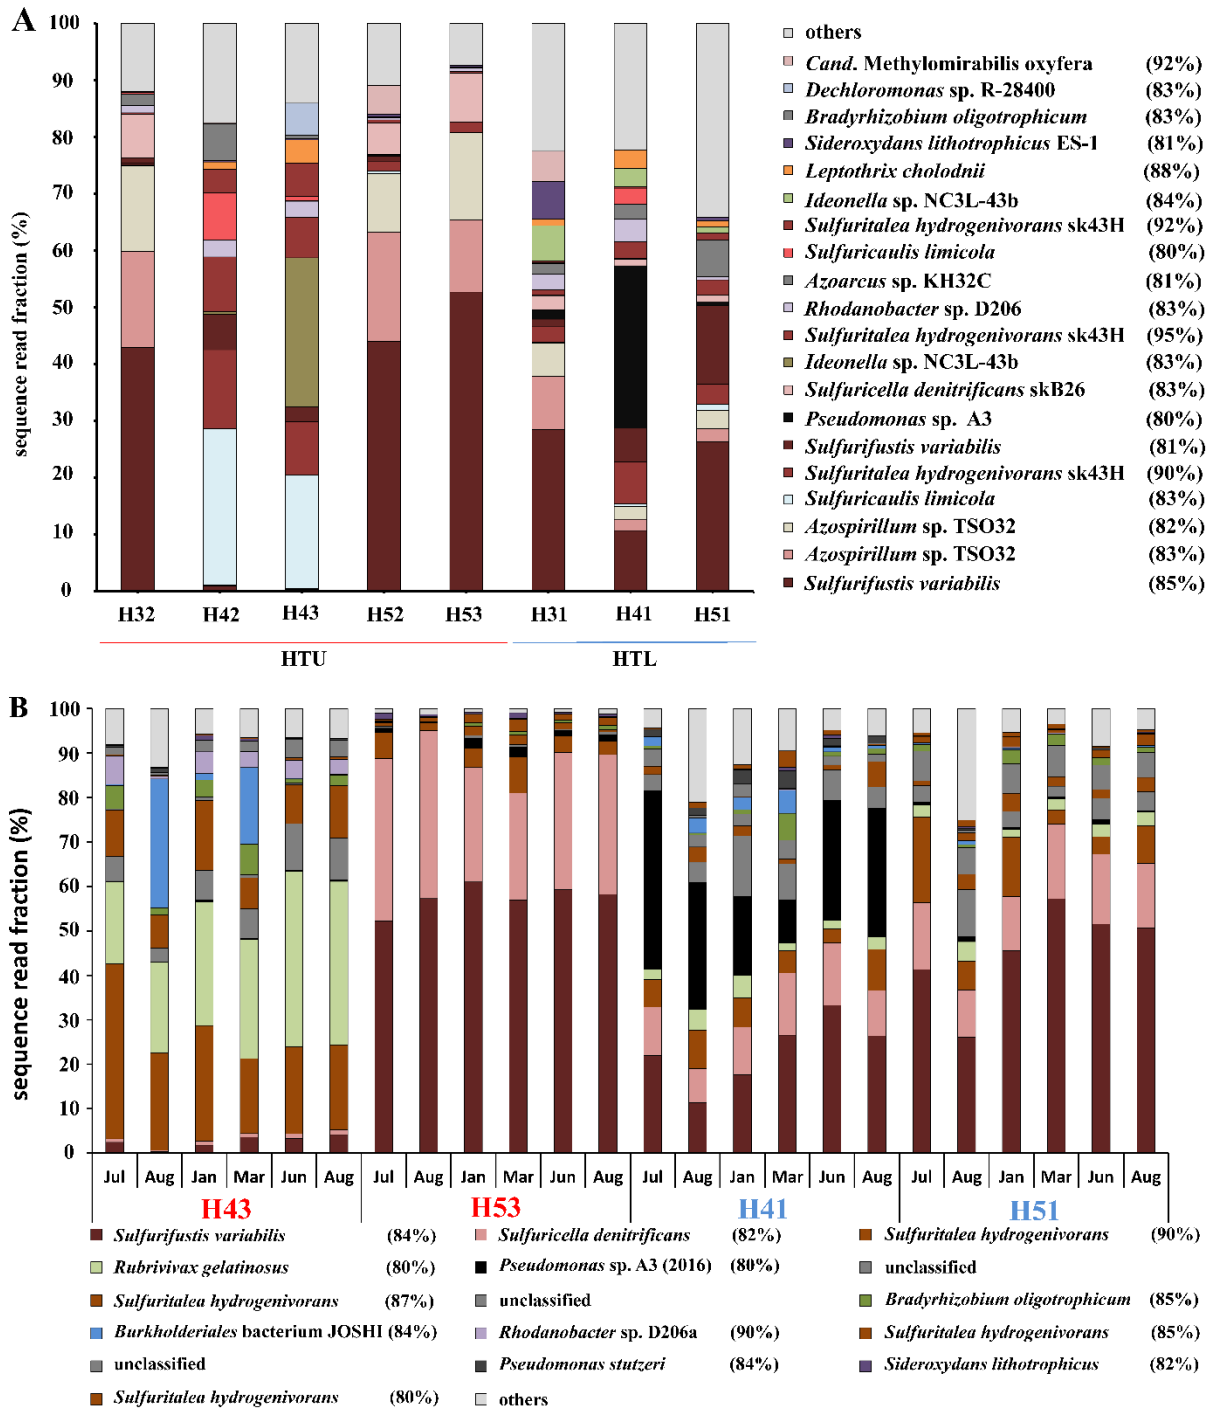 A
sequence read fraction (%)
100
90
80
70
60
50
40
30
20
10
0
H32 H42 H43 H52 H53 H31 H41 H51
HTU HTL
others
Cand. Methylomirabilis oxyfera (92%)
Dechloromonas sp. R-28400 (83%)
Bradyrhizobium oligotrophicum (83%)
Sideroxydans lithotrophicus ES-1 (81%)
Leptothrix cholodnii (88%)
Ideonella sp. NC3L-43b (84%)
Sulfuritalea hydrogenivorans sk43H (92%)
Sulfuricaulis limicola (80%)
Azoarcus sp. KH32C (81%)
Rhodanobacter sp. D206 (83%)
Sulfuritalea hydrogenivorans sk43H (95%)
Ideonella sp. NC3L-43b (83%)
Sulfuricella denitrificans skB26 (83%)
Pseudomonas sp. A3 (80%)
Sulfurifustis variabilis (81%)
Sulfuritalea hydrogenivorans sk43H (90%)
Sulfuricaulis limicola (83%)
Azospirillum sp. TSO32 (82%)
Azospirillum sp. TSO32 (83%)
Sulfurifustis variabilis (85%)
B
sequence read fraction (%)
100
90
80
70
60
50
40
30
20
10
0
Jul Aug Jan Mar Jun Aug Jul Aug Jan Mar Jun Aug Jul Aug Jan Mar Jun Aug Jul Aug Jan Mar Jun Aug
H43 H53 H41 H51
Sulfurifustis variabilis (84%) Sulfuricella denitrificans (82%) Sulfuritalea hydrogenivorans (90%)
Rubrivivax gelatinosus (80%) Pseudomonas sp. A3 (2016) (80%) unclassified
Sulfuritalea hydrogenivorans (87%) unclassified Bradyrhizobium oligotrophicum (85%)
Burkholderiales bacterium JOSHI (84%) Rhodanobacter sp. D206a (90%) Sulfuritalea hydrogenivorans (85%)
unclassified Pseudomonas stutzeri (84%) Sideroxydans lithotrophicus (82%)
Sulfuritalea hydrogenivorans (80%) others